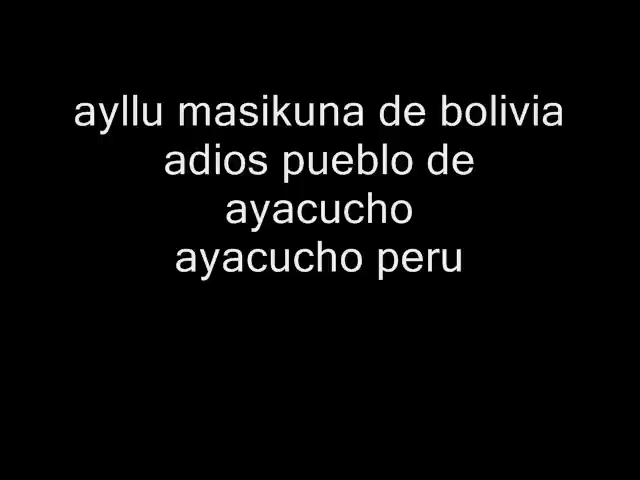 ayllu masikuna de bolivia
adios pueblo de
ayacucho
ayacucho peru